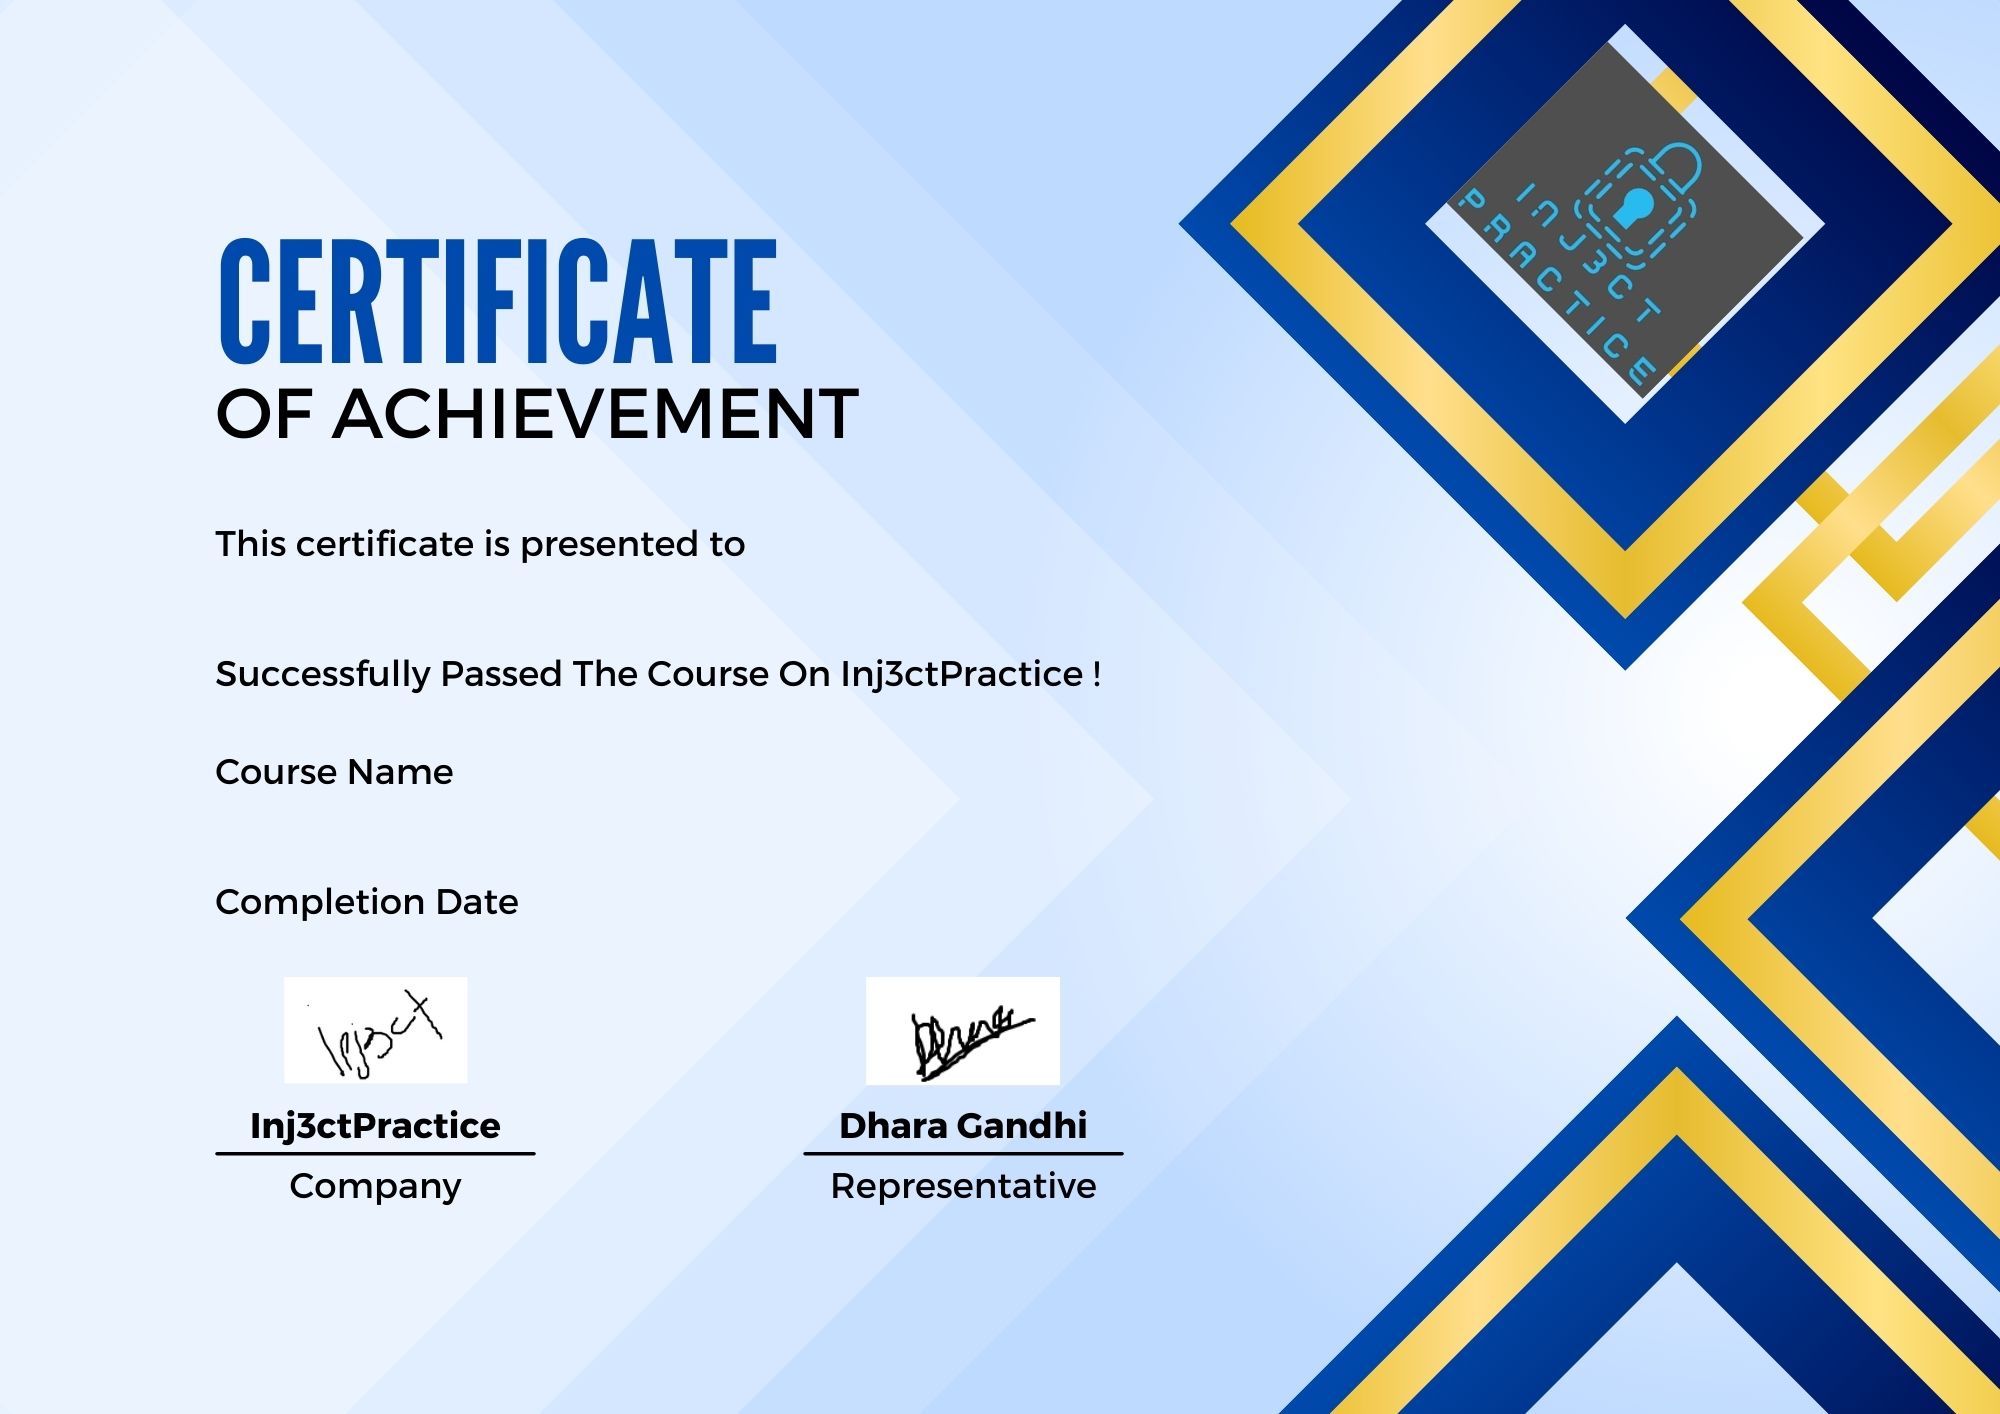 INJ3CT
PRACTICE
CERTIFICATE
OF ACHIEVEMENT
This certificate is presented to
Successfully Passed The Course On Inj3ctPractice !
Course Name
Completion Date
inj3ct
Dhara
Inj3ctPractice
Dhara Gandhi
Company
Representative